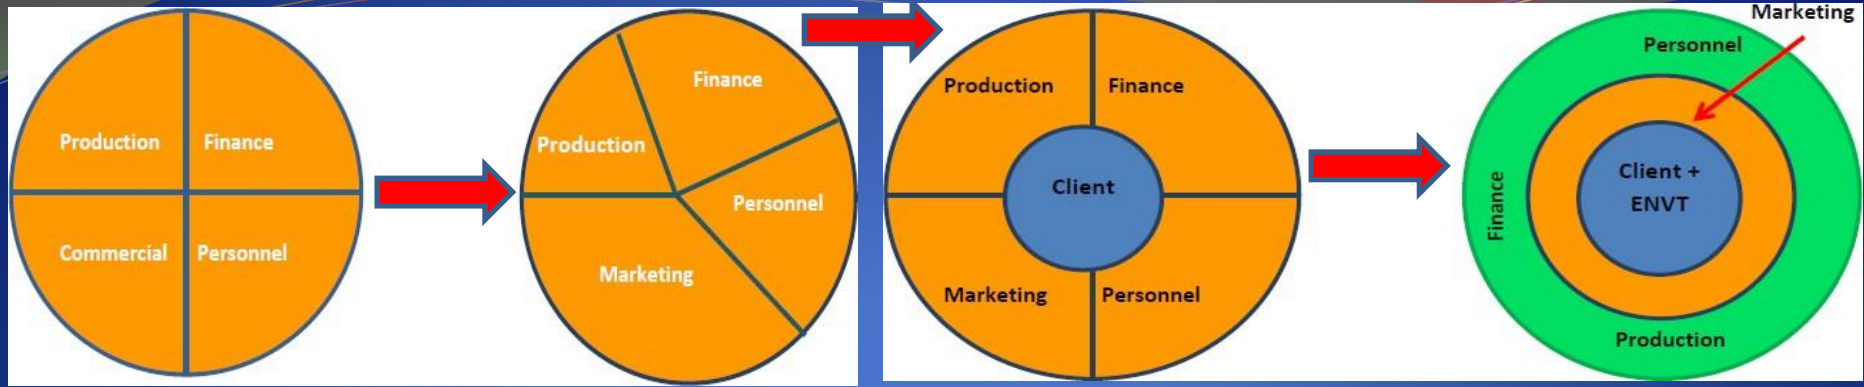 Production
Finance
Commercial
Personnel
Finance
Production
Personnel
Marketing
Production
Finance
Client
Marketing
Personnel
Marketing
Personnel
Client +
ENVT
Finance
Production